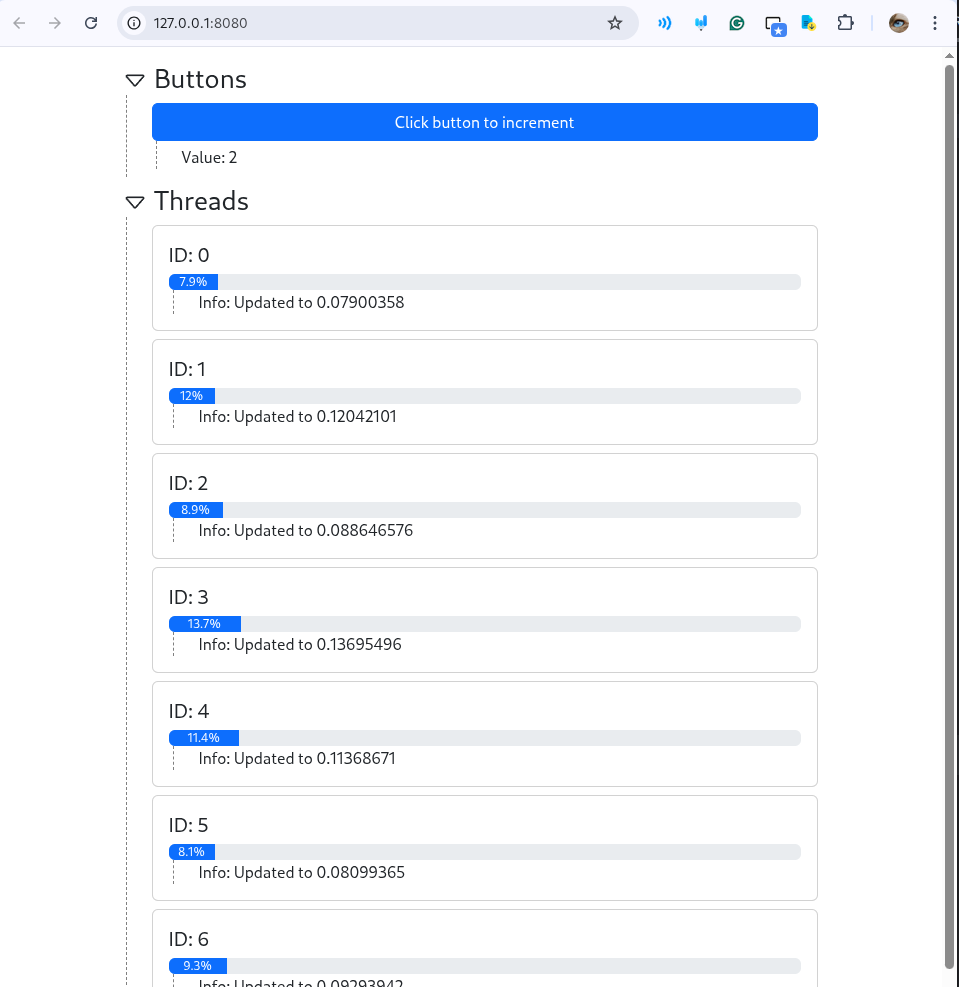 127.0.0.1:8080
Buttons
Click button to increment
Value: 2
Threads
ID: 0
7.9%
Info: Updated to 0.07900358
ID: 1
12%
Info: Updated to 0.12042101
ID: 2
8.9%
Info: Updated to 0.088646576
ID: 3
13.7%
Info: Updated to 0.13695496
ID: 4
11.4%
Info: Updated to 0.11368671
ID: 5
8.1%
Info: Updated to 0.08099365
ID: 6
9.3%
Info: Updated to 0.09293942